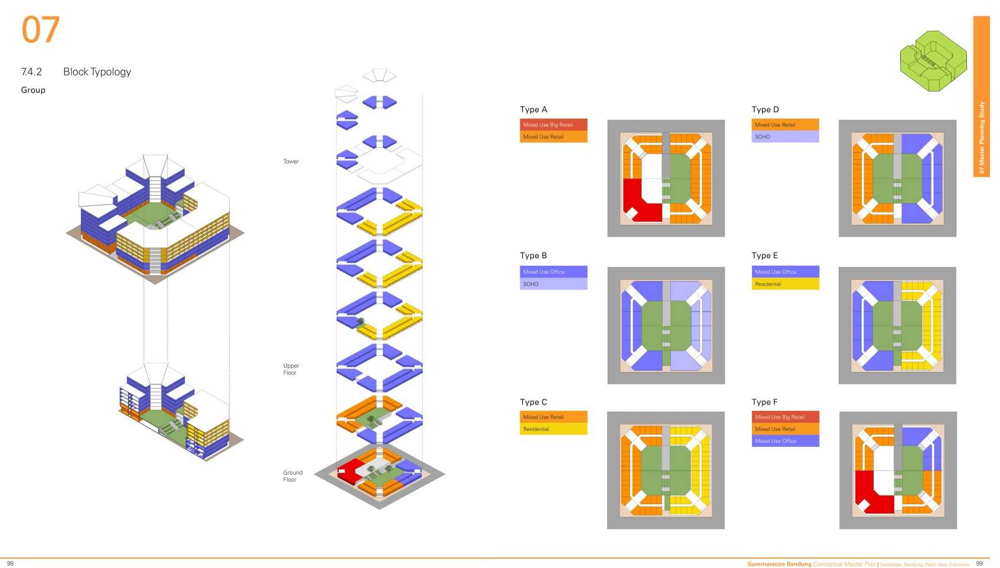 07
7.4.2 Block Typology
Group
Tower
Upper
Floor
Ground
Floor
Type A
Mixed Use Big Retail
Mixed Use Retail
Type B
Mixed Use Office
SOHO
Type C
Mixed Use Retail
Residential
Type D
Mixed Use Retail
SOHO
Type E
Mixed Use Office
Residential
Type F
Mixed Use Big Retail
Mixed Use Retail
Mixed Use Office
07 Master Planning Study
98
Summarecon Bandung Conceptual Master Plan | Gedebage, Bandung, West Java, Indonesia 99